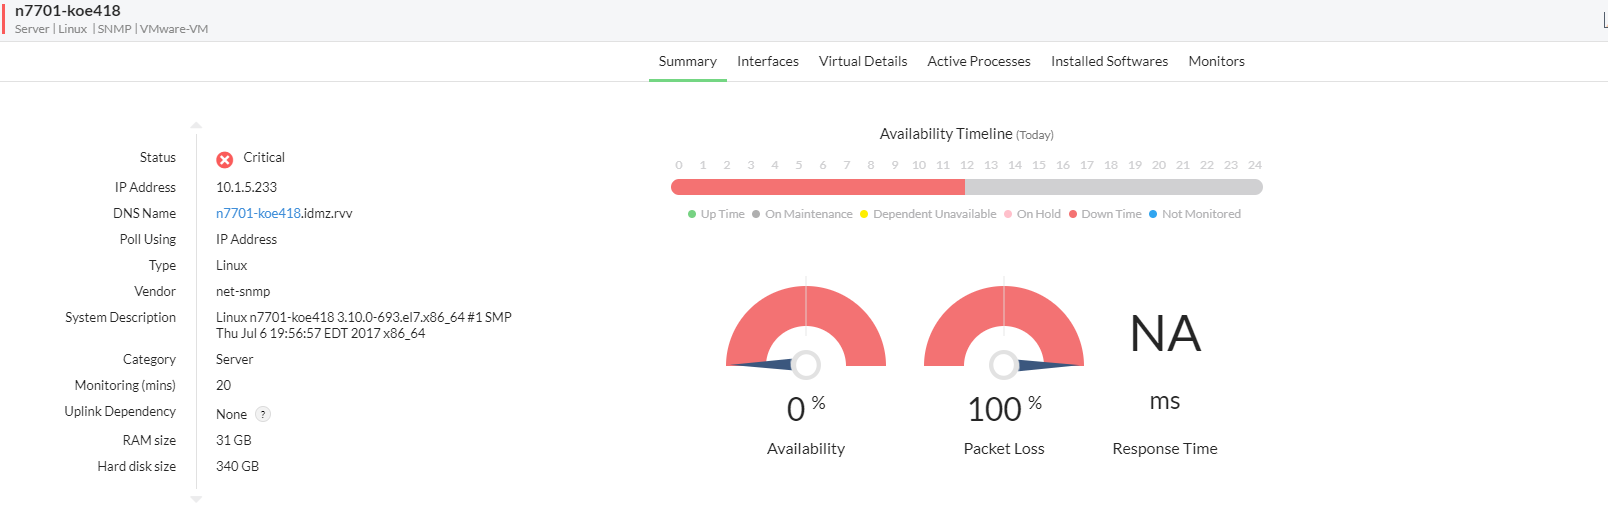 n7701-koe418
Server | Linux | SNMP | VMware-VM
Summary Interfaces Virtual Details Active Processes Installed Softwares Monitors
Status Critical
IP Address 10.1.5.233
DNS Name n7701-koe418.idmz.rvv
Poll Using IP Address
Type Linux
Vendor net-snmp
System Description Linux n7701-koe418 3.10.0-693.el7.x86_64 #1 SMP
Thu Jul 6 19:56:57 EDT 2017 x86_64
Category Server
Monitoring (mins) 20
Uplink Dependency None ?
RAM size 31 GB
Hard disk size 340 GB
Availability Timeline (Today)
0 1 2 3 4 5 6 7 8 9 10 11 12 13 14 15 16 17 18 19 20 21 22 23 24
Up Time On Maintenance Dependent Unavailable On Hold Down Time Not Monitored
0 % 100 % NA
ms
Availability Packet Loss Response Time